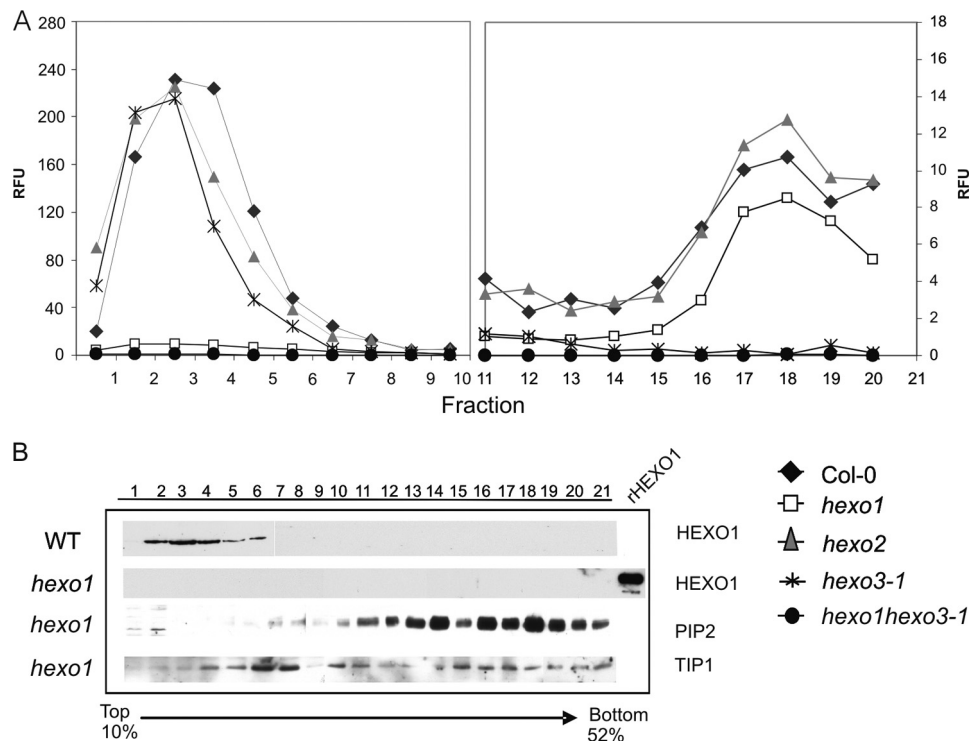 A
280
240
200
160
120
80
40
0
RFU
1 2 3 4 5 6 7 8 9 10
18
16
14
12
10
8
6
4
2
0
RFU
11 12 13 14 15 16 17 18 19 20 21
Fraction
B
1 2 3 4 5 6 7 8 9 10 11 12 13 14 15 16 17 18 19 20 21 rHEXO1
WT HEXO1
hexo1 HEXO1
hexo1 PIP2
hexo1 TIP1
Top Bottom
10% 52%
Col-0
hexo1
hexo2
hexo3-1
hexo1hexo3-1